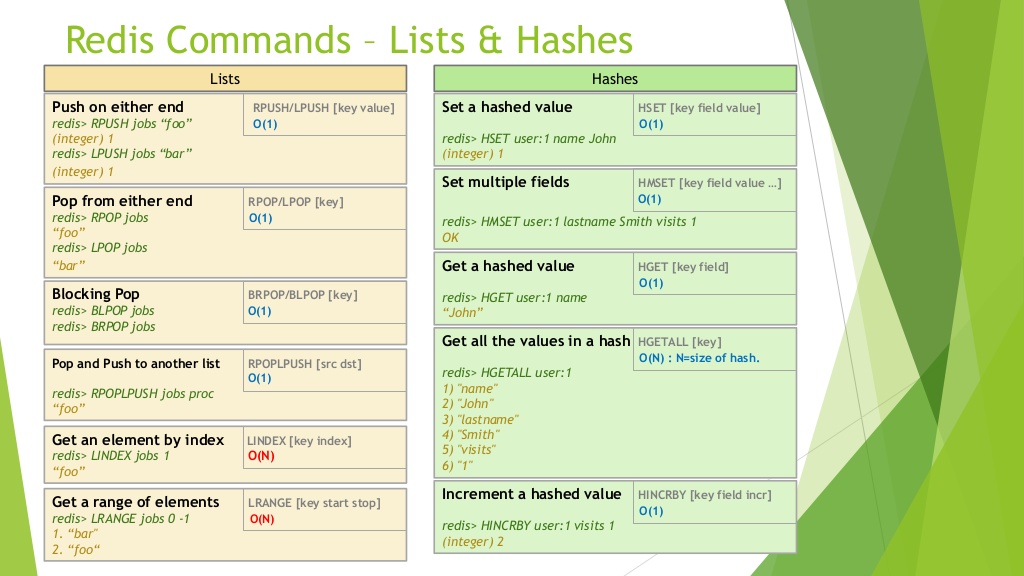 Redis Commands – Lists & Hashes
Lists
Push on either end
RPUSH/LPUSH [key value]
O(1)
redis> RPUSH jobs “foo”
(integer) 1
redis> LPUSH jobs “bar”
(integer) 1
Pop from either end
RPOP/LPOP [key]
O(1)
redis> RPOP jobs
“foo”
redis> LPOP jobs
“bar”
Blocking Pop
BRPOP/BLPOP [key]
O(1)
redis> BLPOP jobs
redis> BRPOP jobs
Pop and Push to another list
RPOPLPUSH [src dst]
O(1)
redis> RPOPLPUSH jobs proc
“foo”
Get an element by index
LINDEX [key index]
O(N)
redis> LINDEX jobs 1
“foo”
Get a range of elements
LRANGE [key start stop]
O(N)
redis> LRANGE jobs 0 -1
1. “bar"
2. “foo“
Hashes
Set a hashed value
HSET [key field value]
O(1)
redis> HSET user:1 name John
(integer) 1
Set multiple fields
HMSET [key field value …]
O(1)
redis> HMSET user:1 lastname Smith visits 1
OK
Get a hashed value
HGET [key field]
O(1)
redis> HGET user:1 name
“John”
Get all the values in a hash
HGETALL [key]
O(N) : N=size of hash.
redis> HGETALL user:1
1) "name"
2) "John"
3) "lastname"
4) "Smith"
5) "visits"
6) "1"
Increment a hashed value
HINCRBY [key field incr]
O(1)
redis> HINCRBY user:1 visits 1
(integer) 2